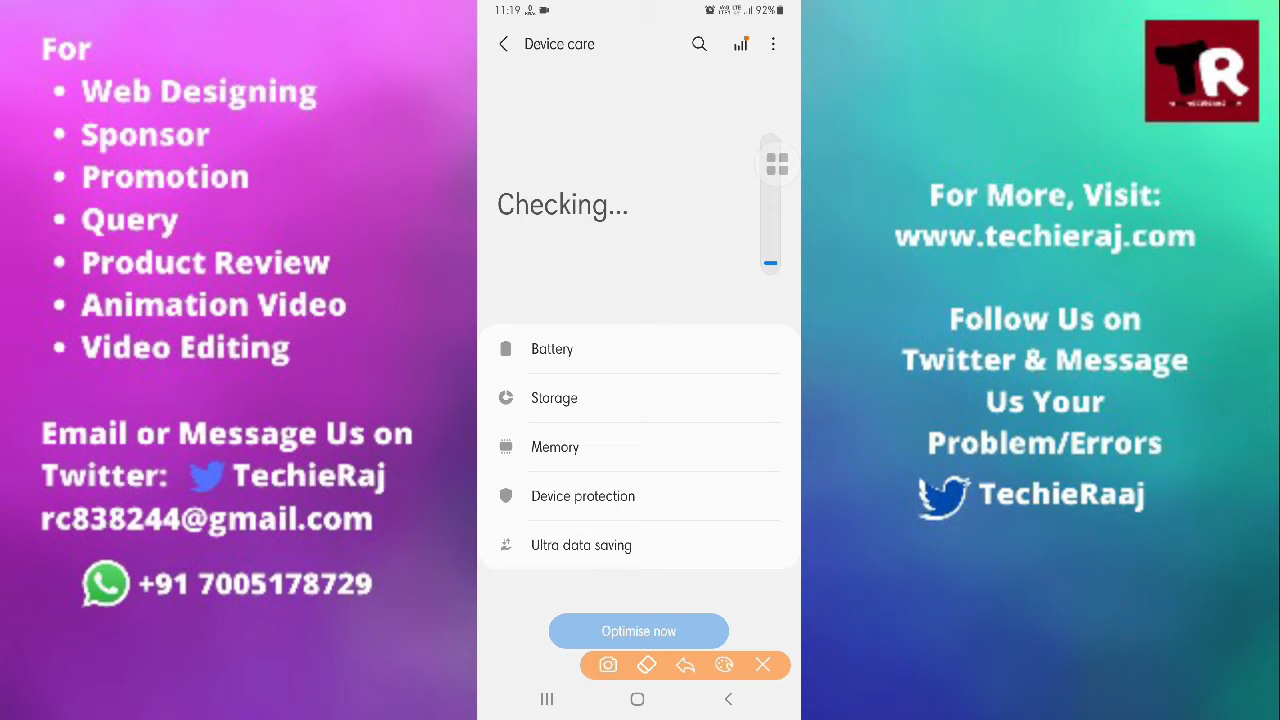 For
• Web Designing
• Sponsor
• Promotion
• Query
• Product Review
• Animation Video
• Video Editing
Email or Message Us on
Twitter: TechieRaj
rc838244@gmail.com
+91 7005178729
11:19
92%
Device care
Checking...
Battery
Storage
Memory
Device protection
Ultra data saving
Optimise now
TR
For More, Visit:
www.techieraj.com
Follow Us on
Twitter & Message
Us Your
Problem/Errors
TechieRaaj